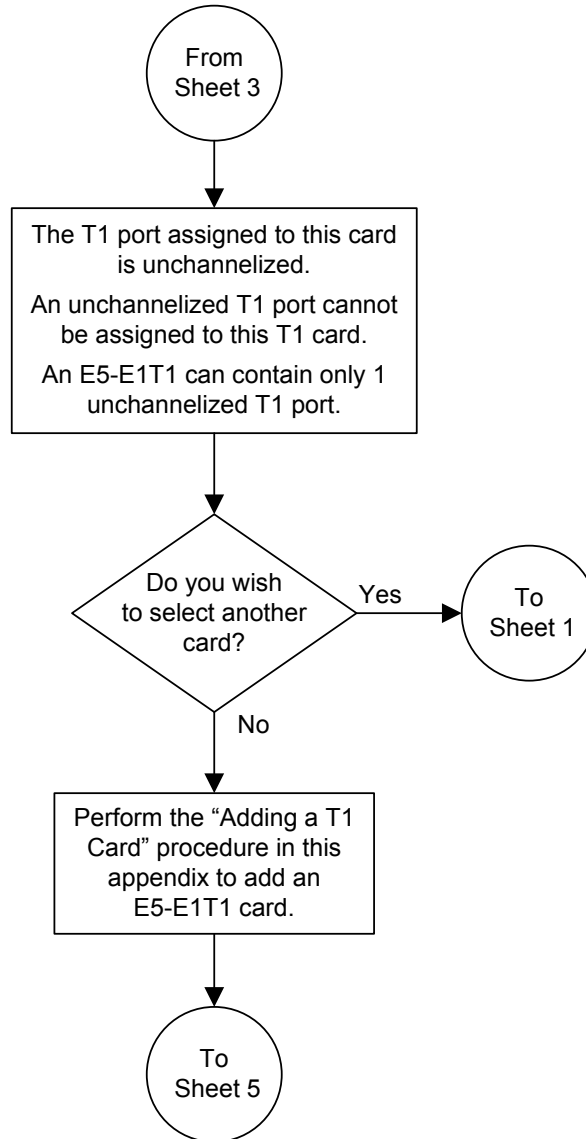 From
Sheet 3
The T1 port assigned to this card
is unchannelized.
An unchannelized T1 port cannot
be assigned to this T1 card.
An E5-E1T1 can contain only 1
unchannelized T1 port.
Do you wish
to select another
card?
Yes
To
Sheet 1
No
Perform the “Adding a T1
Card” procedure in this
appendix to add an
E5-E1T1 card.
To
Sheet 5